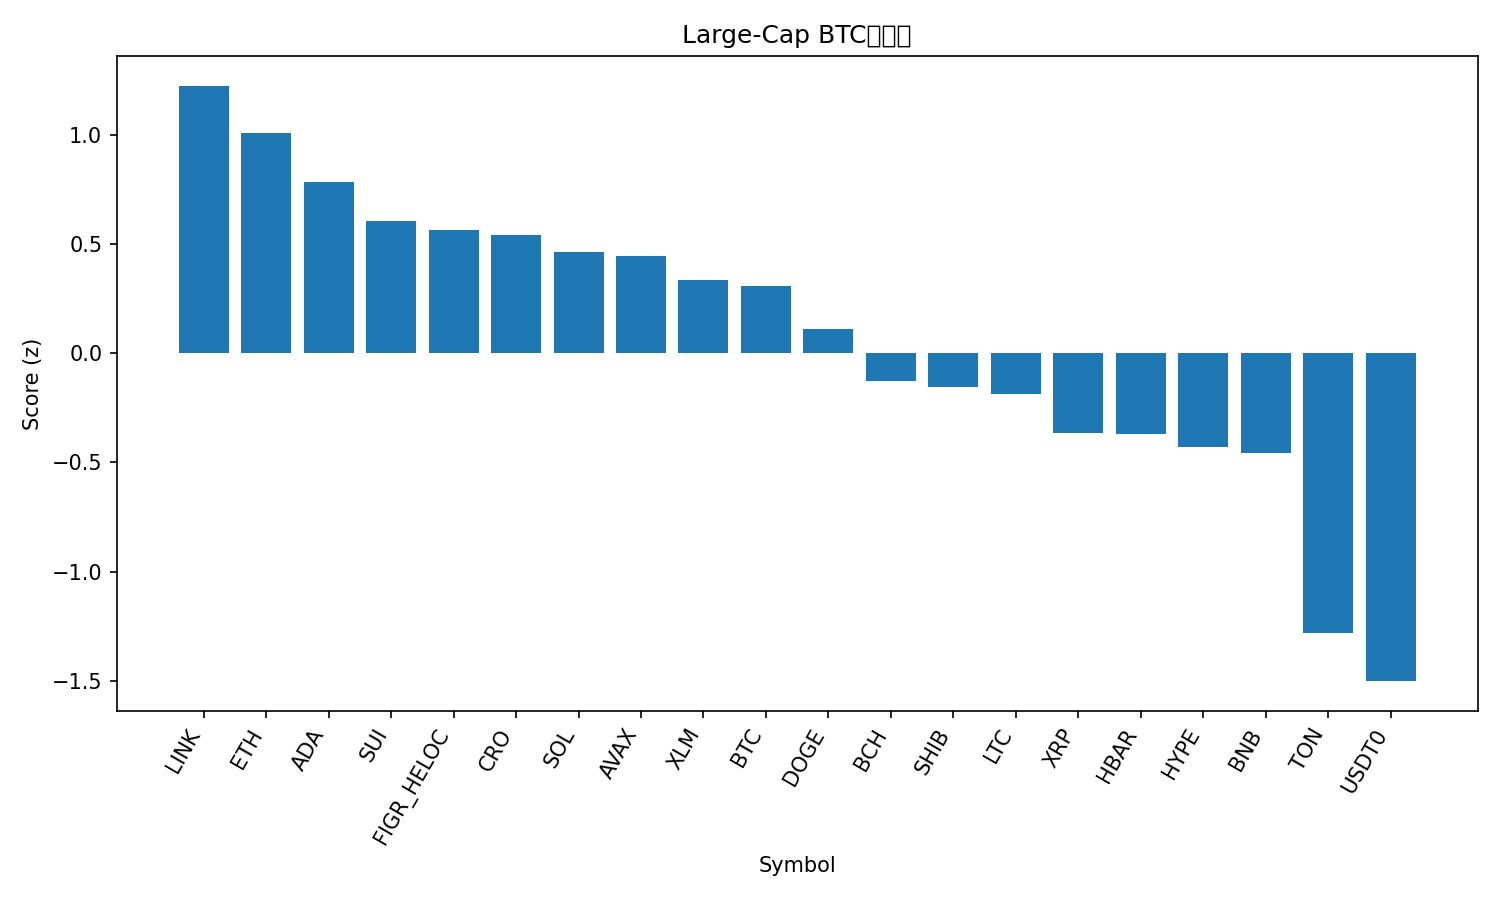 Large-Cap BTC
1.0
0.5
0.0
−0.5
−1.0
−1.5
Score (z)
LINK
ETH
ADA
SUI
FIGR_HELOC
CRO
SOL
AVAX
XLM
BTC
DOGE
BCH
SHIB
LTC
XRP
HBAR
HYPE
BNB
TON
USDT0
Symbol